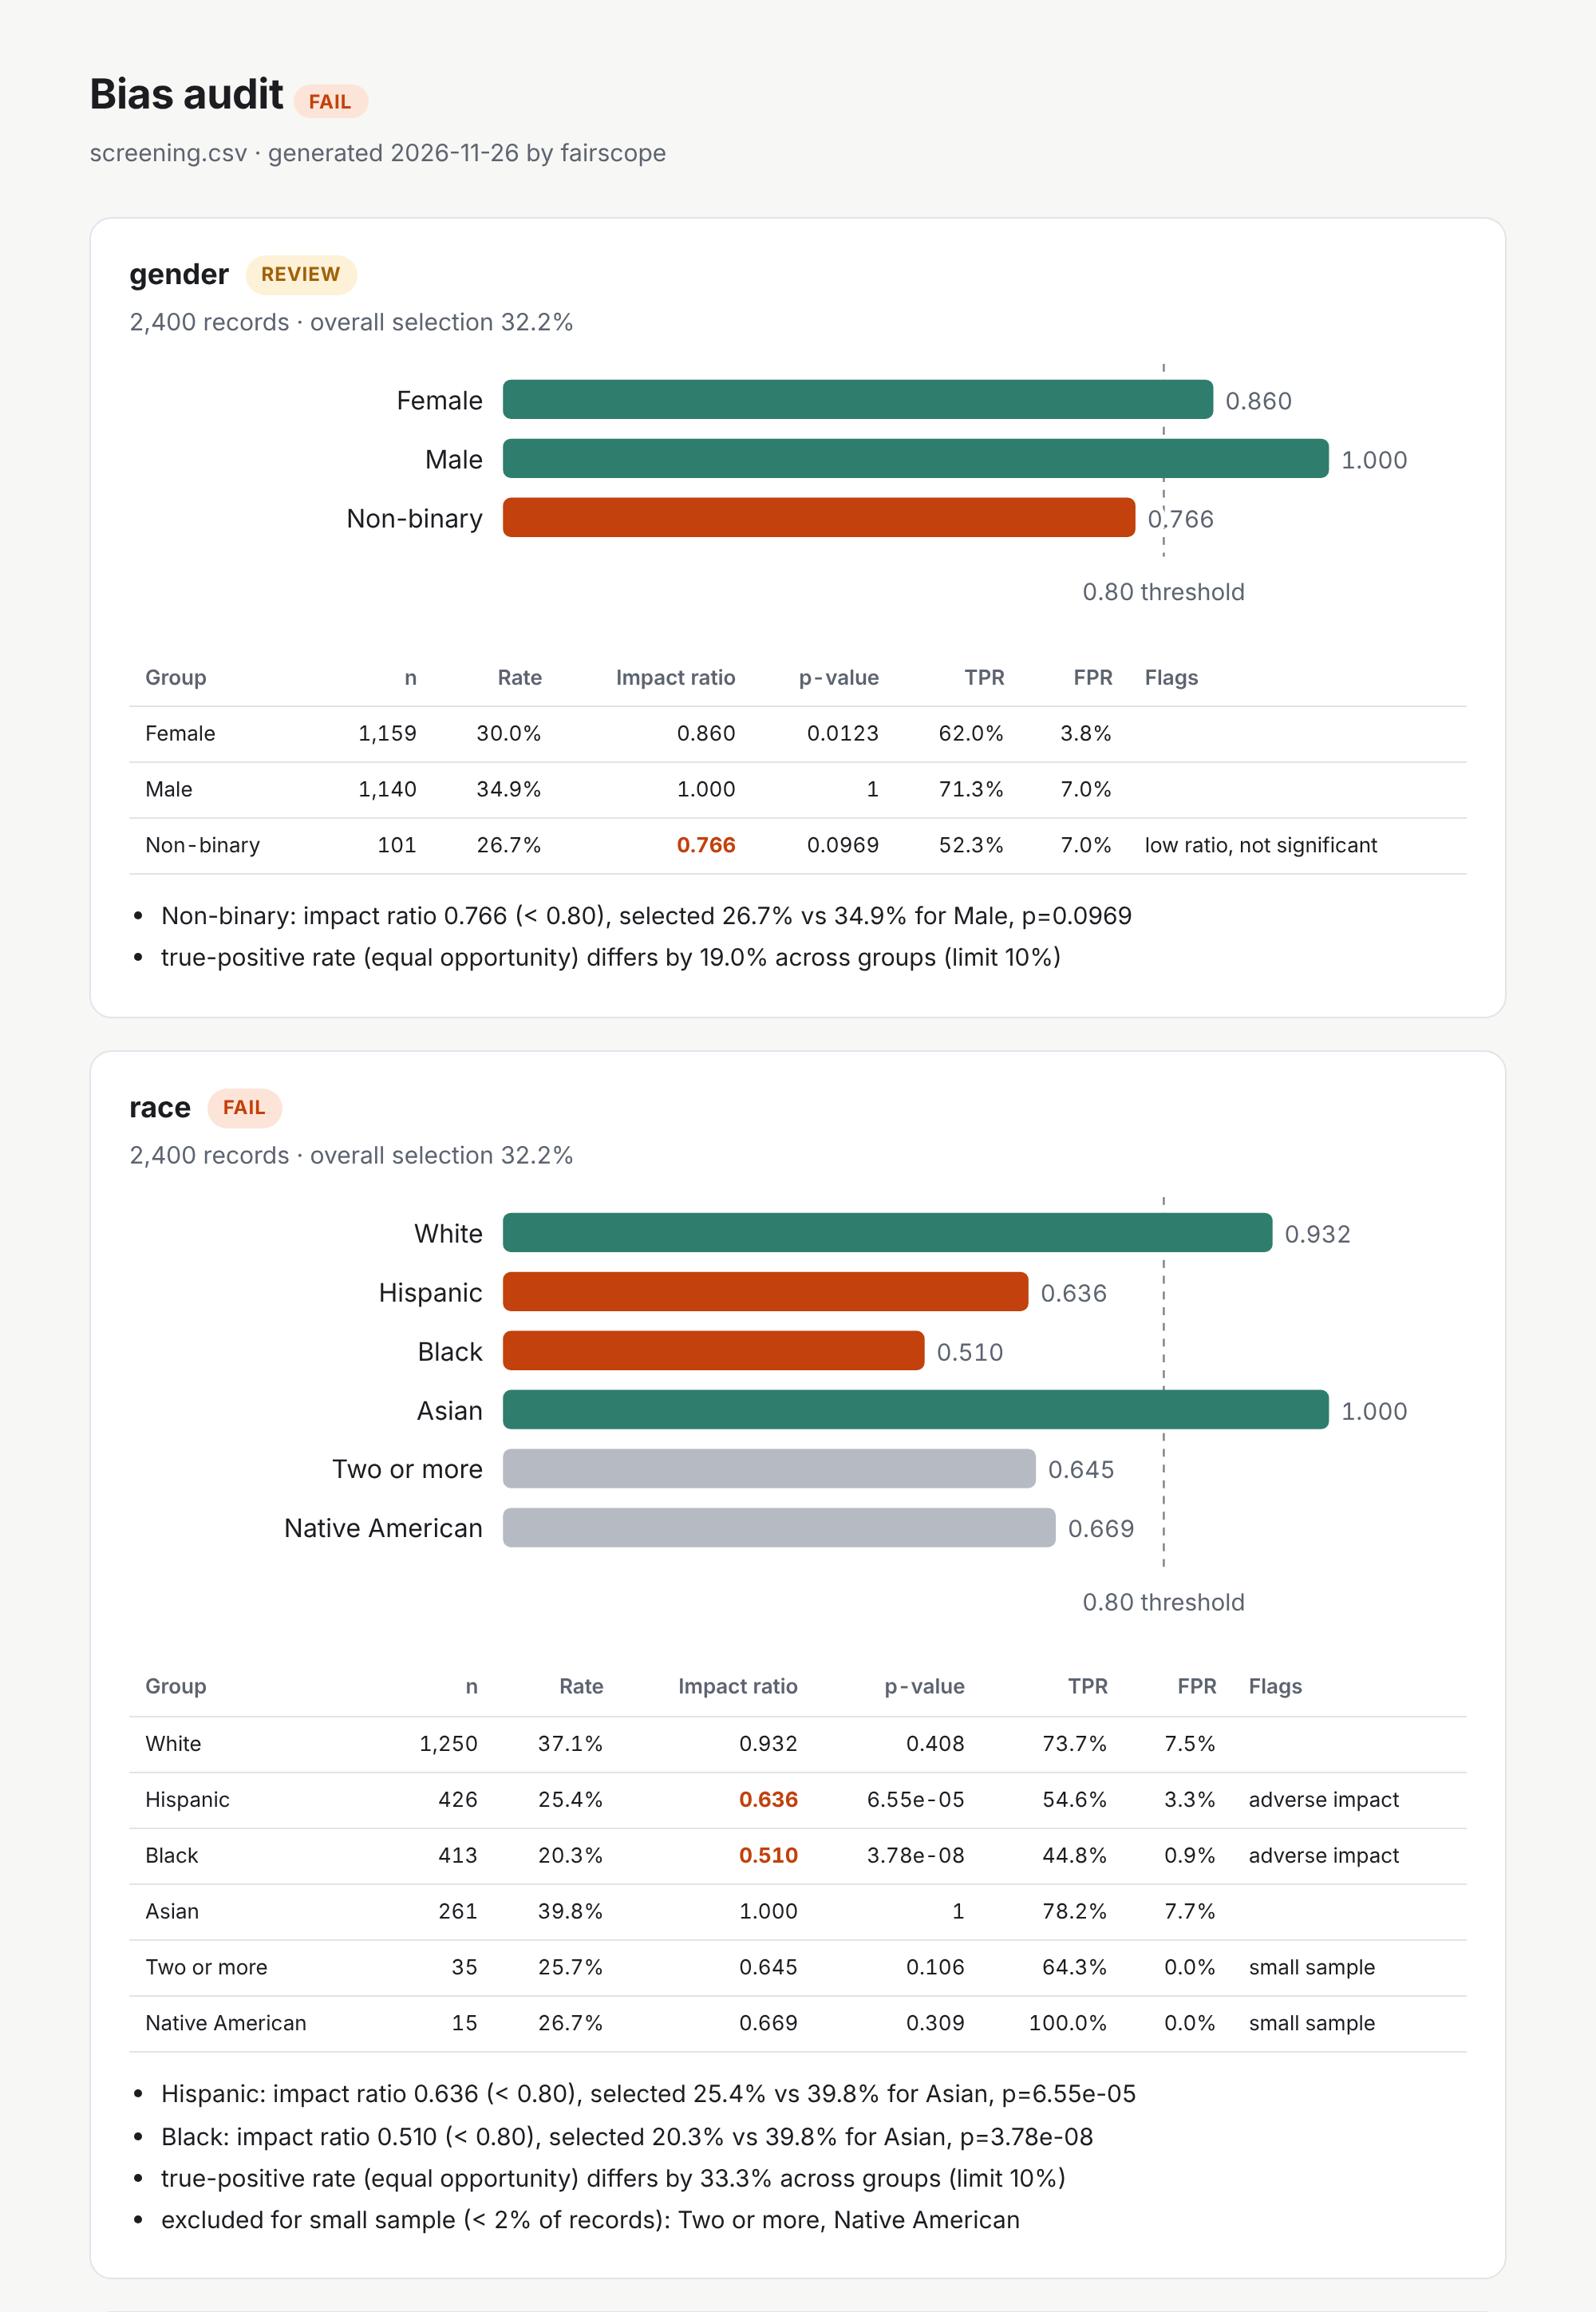 Bias audit FAIL
screening.csv · generated 2026-11-26 by fairscope
gender REVIEW
2,400 records · overall selection 32.2%
Female 0.860
Male 1.000
Non-binary 0.766
0.80 threshold
Group n Rate Impact ratio p-value TPR FPR Flags
Female 1,159 30.0% 0.860 0.0123 62.0% 3.8%
Male 1,140 34.9% 1.000 1 71.3% 7.0%
Non-binary 101 26.7% 0.766 0.0969 52.3% 7.0% low ratio, not significant
• Non-binary: impact ratio 0.766 (< 0.80), selected 26.7% vs 34.9% for Male, p=0.0969
• true-positive rate (equal opportunity) differs by 19.0% across groups (limit 10%)
race FAIL
2,400 records · overall selection 32.2%
White 0.932
Hispanic 0.636
Black 0.510
Asian 1.000
Two or more 0.645
Native American 0.669
0.80 threshold
Group n Rate Impact ratio p-value TPR FPR Flags
White 1,250 37.1% 0.932 0.408 73.7% 7.5%
Hispanic 426 25.4% 0.636 6.55e-05 54.6% 3.3% adverse impact
Black 413 20.3% 0.510 3.78e-08 44.8% 0.9% adverse impact
Asian 261 39.8% 1.000 1 78.2% 7.7%
Two or more 35 25.7% 0.645 0.106 64.3% 0.0% small sample
Native American 15 26.7% 0.669 0.309 100.0% 0.0% small sample
• Hispanic: impact ratio 0.636 (< 0.80), selected 25.4% vs 39.8% for Asian, p=6.55e-05
• Black: impact ratio 0.510 (< 0.80), selected 20.3% vs 39.8% for Asian, p=3.78e-08
• true-positive rate (equal opportunity) differs by 33.3% across groups (limit 10%)
• excluded for small sample (< 2% of records): Two or more, Native American